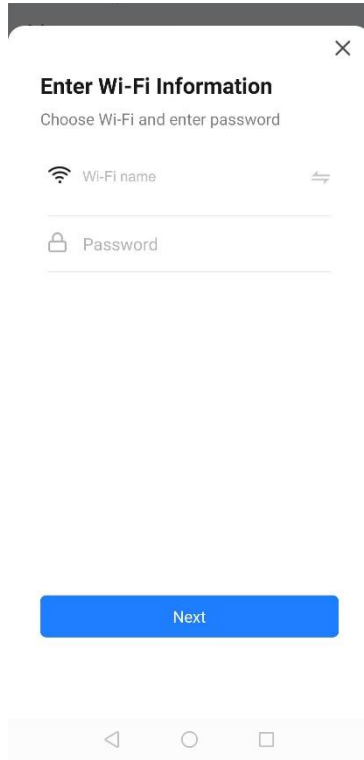 Enter Wi-Fi Information
Choose Wi-Fi and enter password
Wi-Fi name
Password
Next